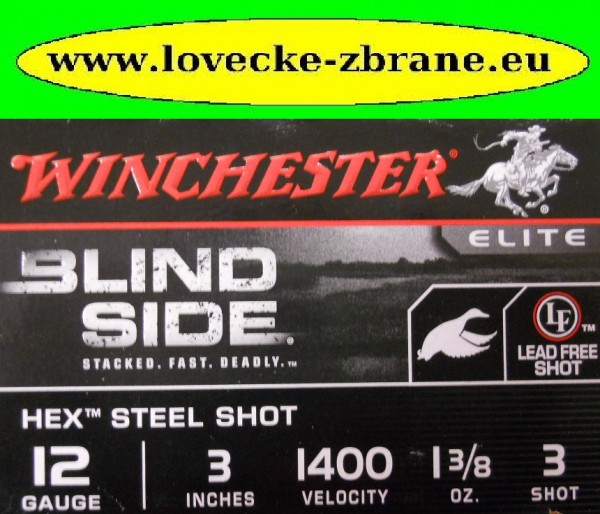 www.lovecke-zbrane.eu
WINCHESTER®
ELITE
BLIND
SIDE®
STACKED. FAST. DEADLY.™
LF™
LEAD FREE
SHOT
HEX™ STEEL SHOT
12 3 1400 1 3/8 3
GAUGE INCHES VELOCITY OZ. SHOT